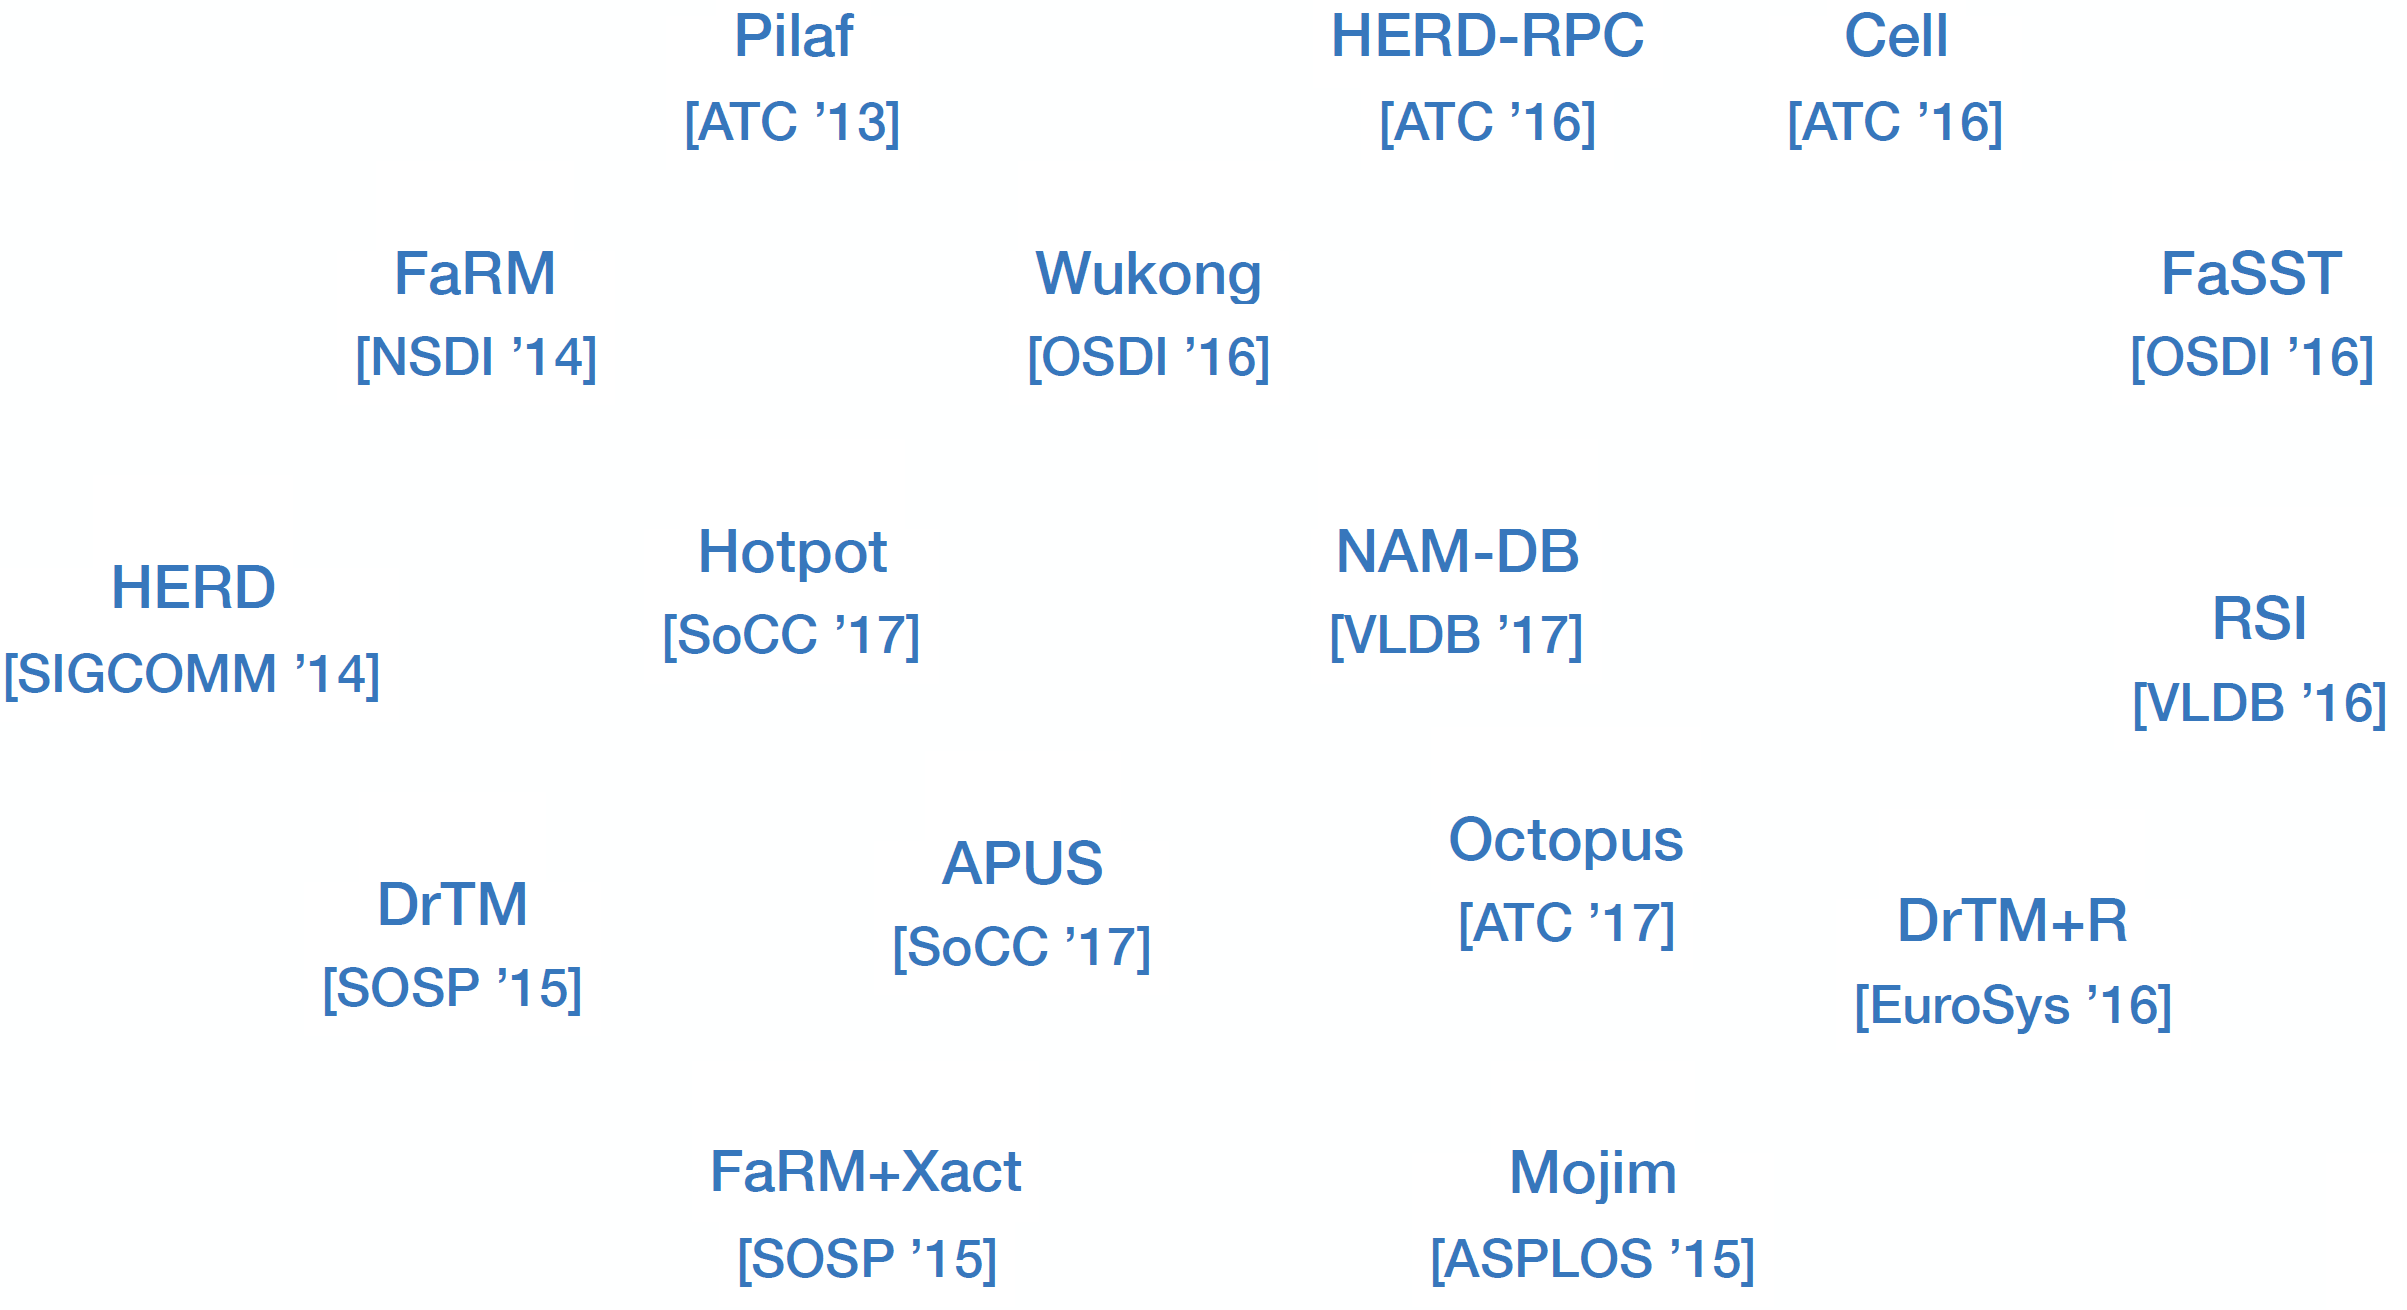 Pilaf
[ATC ’13]
HERD-RPC
[ATC ’16]
Cell
[ATC ’16]
FaRM
[NSDI ’14]
Wukong
[OSDI ’16]
FaSST
[OSDI ’16]
HERD
[SIGCOMM ’14]
Hotpot
[SoCC ’17]
NAM-DB
[VLDB ’17]
RSI
[VLDB ’16]
DrTM
[SOSP ’15]
APUS
[SoCC ’17]
Octopus
[ATC ’17]
DrTM+R
[EuroSys ’16]
FaRM+Xact
[SOSP ’15]
Mojim
[ASPLOS ’15]